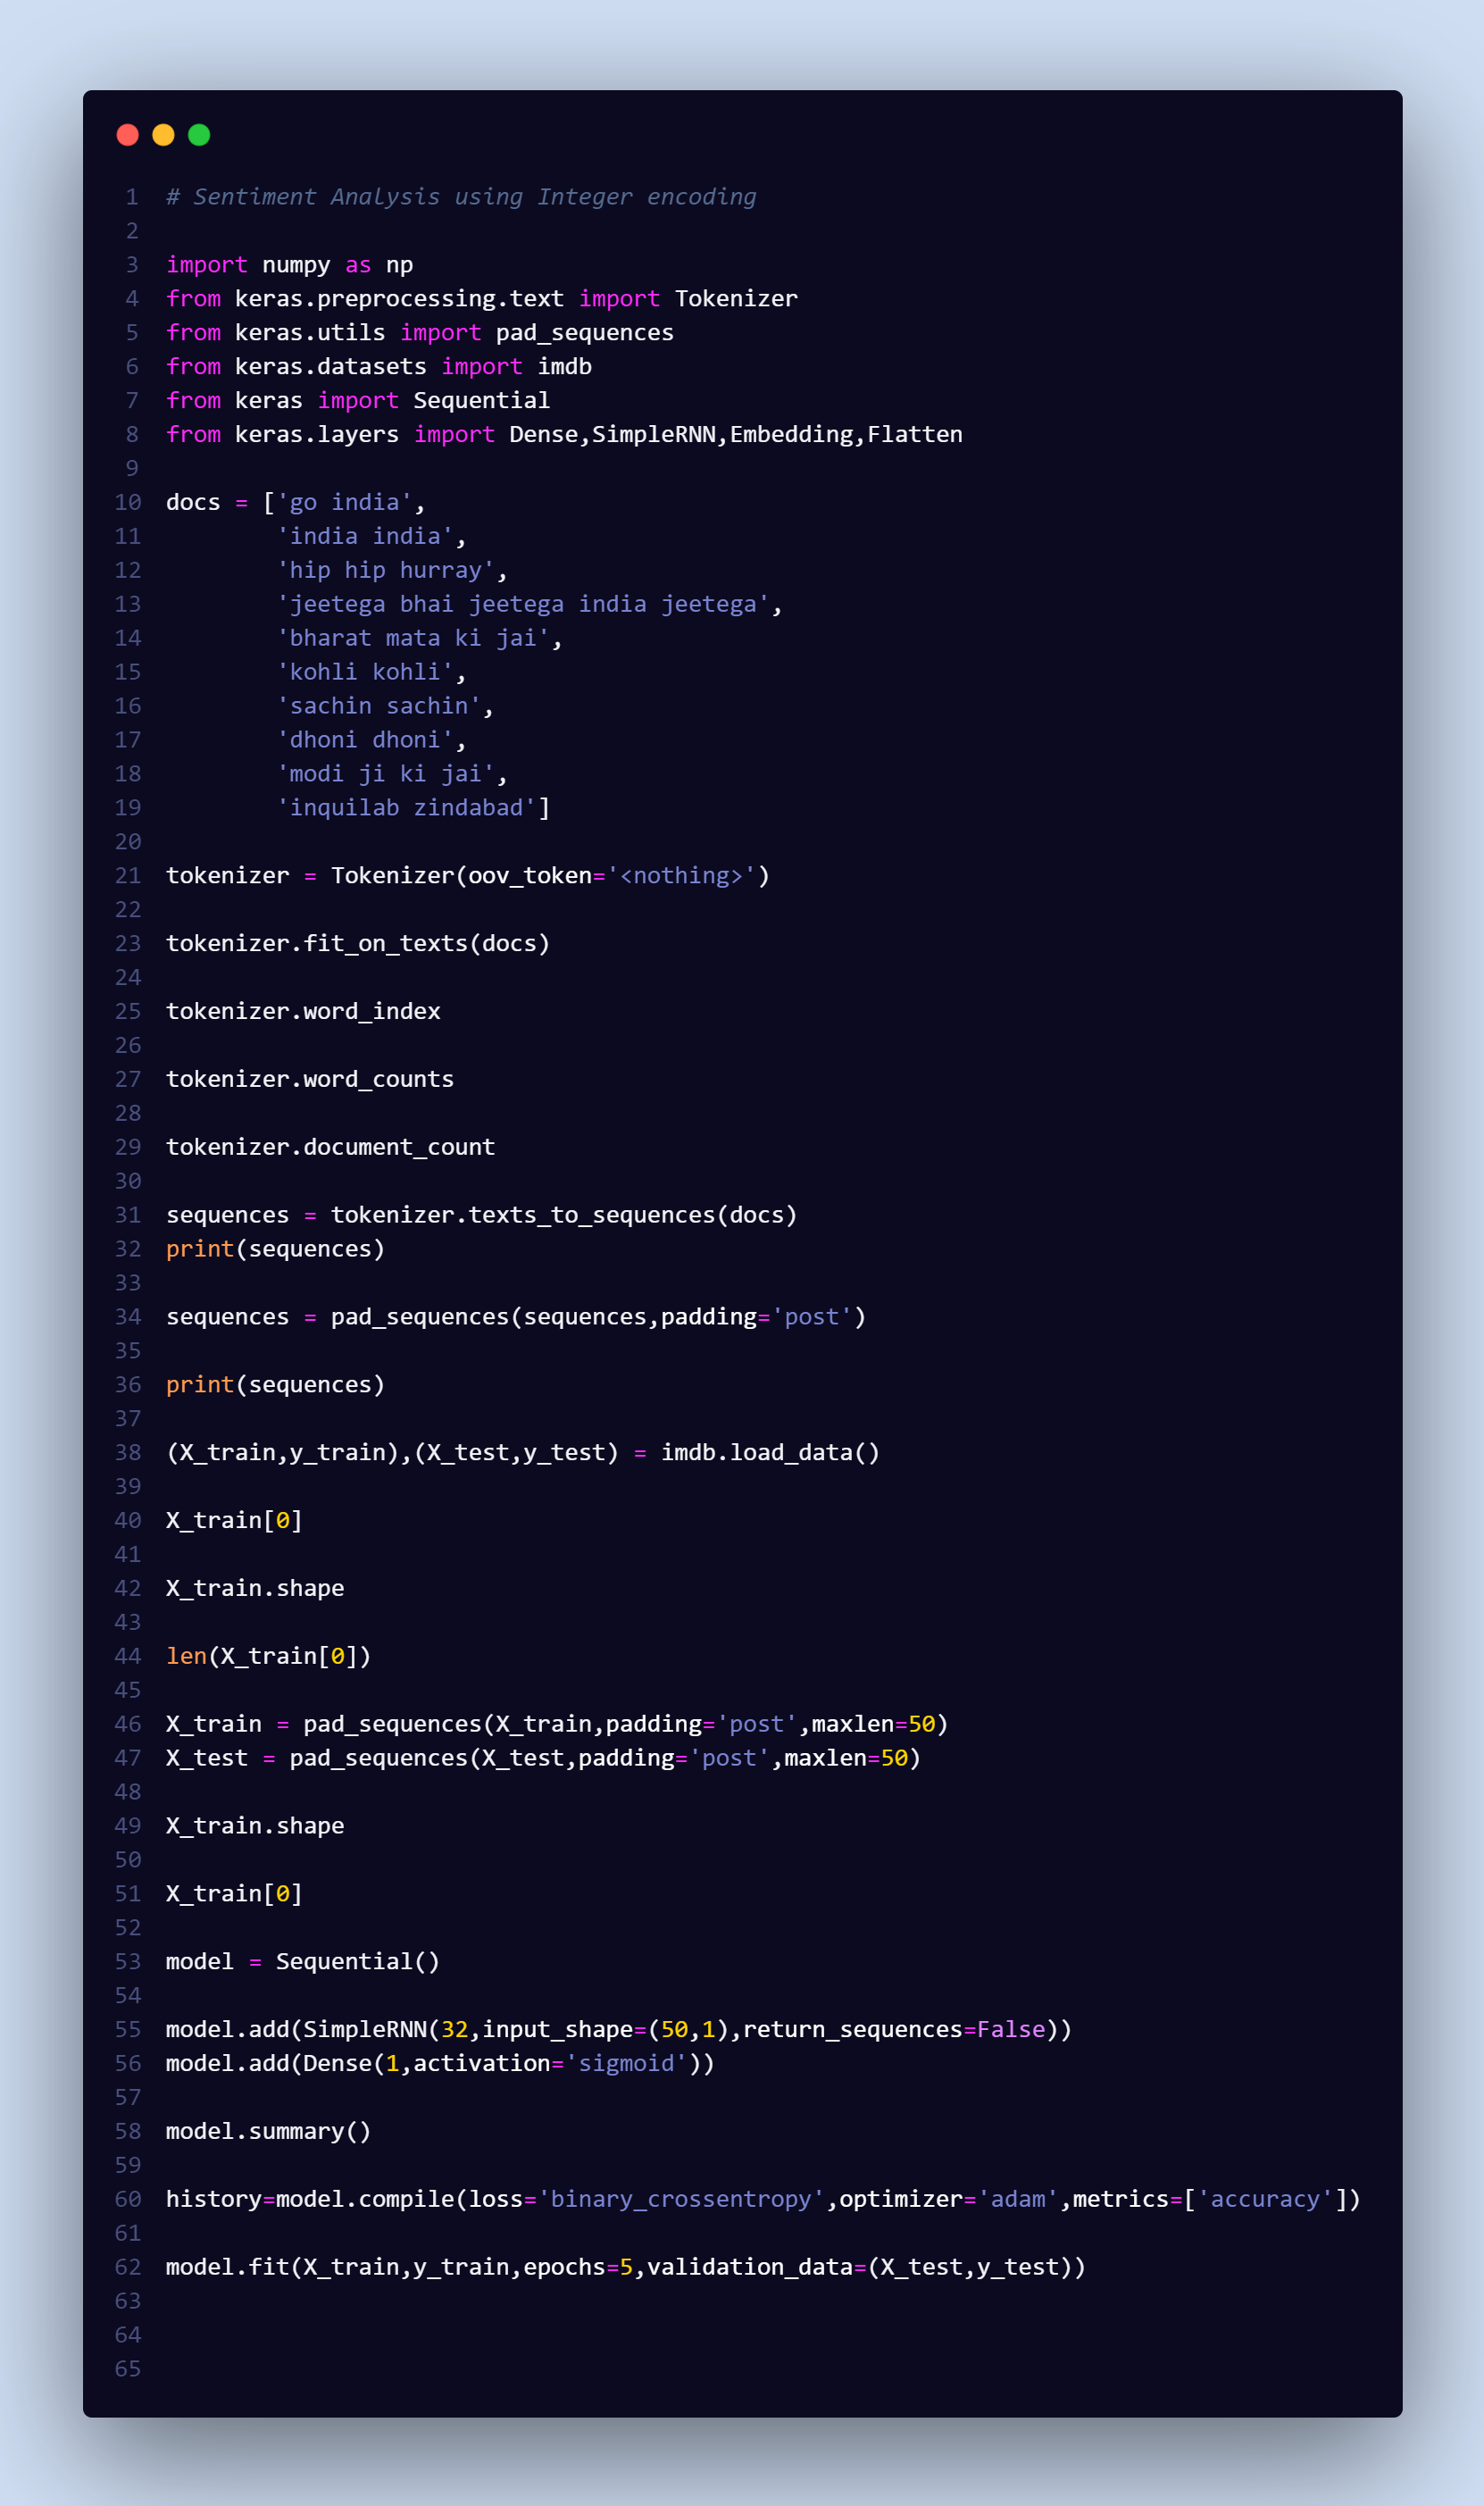 1 # Sentiment Analysis using Integer encoding
2
3 import numpy as np
4 from keras.preprocessing.text import Tokenizer
5 from keras.utils import pad_sequences
6 from keras.datasets import imdb
7 from keras import Sequential
8 from keras.layers import Dense,SimpleRNN,Embedding,Flatten
9
10 docs = ['go india',
11         'india india',
12         'hip hip hurray',
13         'jeetega bhai jeetega india jeetega',
14         'bharat mata ki jai',
15         'kohli kohli',
16         'sachin sachin',
17         'dhoni dhoni',
18         'modi ji ki jai',
19         'inquilab zindabad']
20
21 tokenizer = Tokenizer(oov_token='<nothing>')
22
23 tokenizer.fit_on_texts(docs)
24
25 tokenizer.word_index
26
27 tokenizer.word_counts
28
29 tokenizer.document_count
30
31 sequences = tokenizer.texts_to_sequences(docs)
32 print(sequences)
33
34 sequences = pad_sequences(sequences,padding='post')
35
36 print(sequences)
37
38 (X_train,y_train),(X_test,y_test) = imdb.load_data()
39
40 X_train[0]
41
42 X_train.shape
43
44 len(X_train[0])
45
46 X_train = pad_sequences(X_train,padding='post',maxlen=50)
47 X_test = pad_sequences(X_test,padding='post',maxlen=50)
48
49 X_train.shape
50
51 X_train[0]
52
53 model = Sequential()
54
55 model.add(SimpleRNN(32,input_shape=(50,1),return_sequences=False))
56 model.add(Dense(1,activation='sigmoid'))
57
58 model.summary()
59
60 history=model.compile(loss='binary_crossentropy',optimizer='adam',metrics=['accuracy'])
61
62 model.fit(X_train,y_train,epochs=5,validation_data=(X_test,y_test))
63
64
65